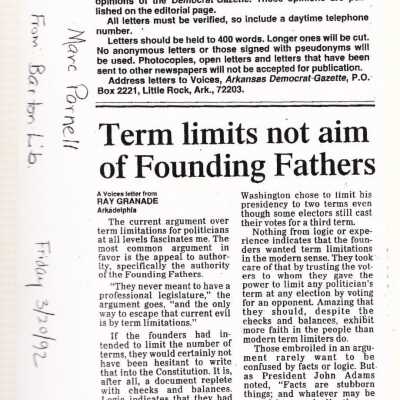 lished on the editorial page.
All letters must be verified, so include a daytime telephone
number.
Letters should be held to 400 words. Longer ones will be cut.
No anonymous letters or those signed with pseudonyms will
be used. Photocopies, open letters and letters that have been
sent to other newspapers will not be accepted for publication.
Address letters to Voices, Arkansas Democrat-Gazette, P.O.
Box 2221, Little Rock, Ark., 72203.
Marc Parnell
From Barton Lib.
Friday 3/20/92
Term limits not aim
of Founding Fathers
A Voices letter from
RAY GRANADE
Arkadelphia
The current argument over
term limitations for politicians
at all levels fascinates me. The
most common argument in
favor is the appeal to author-
ity, specifically the authority
of the Founding Fathers.
"They never meant to have a
professional legislature," the
argument goes, "and the only
way to escape that current evil
is by term limitations."
If the founders had in-
tended to limit the number of
terms, they would certainly not
have been hesitant to write
that into the Constitution. It is,
after all, a document replete
with checks and balances.
Logic indicates that they had
Washington chose to limit his
presidency to two terms even
though some electors still cast
their votes for a third term.
Nothing from logic or expe-
rience indicates that the foun-
ders wanted term limitations
in the modern sense. They took
care of that by trusting the vot-
ers to whom they gave the
power to limit any politician's
term at any election by voting
for an opponent. Amazing that
they should, despite the
checks and balances, exhibit
more faith in the people than
modern term limiters do.
Those embroiled in an argu-
ment rarely want to be
confused by facts or logic. But
as President John Adams
noted, "Facts are stubborn
things; and whatever may be